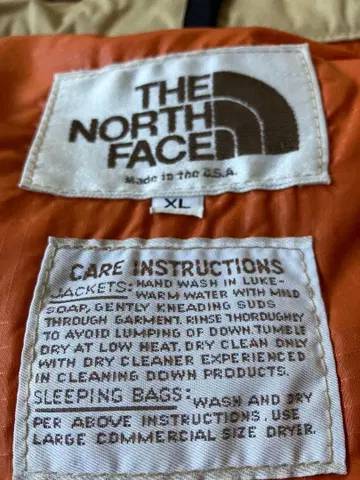 THE
NORTH
FACE
Made in the U.S.A.
XL
CARE INSTRUCTIONS
JACKETS: HAND WASH IN LUKE-
WARM WATER WITH MILD
SOAP, GENTLY KNEADING SUDS
THROUGH GARMENT. RINSE THOROUGHLY
TO AVOID LUMPING OF DOWN. TUMBLE
DRY AT LOW HEAT. DRY CLEAN ONLY
WITH DRY CLEANER EXPERIENCED
IN CLEANING DOWN PRODUCTS.
SLEEPING BAGS: WASH AND DRY
PER ABOVE INSTRUCTIONS. USE
LARGE COMMERCIAL SIZE DRYER.